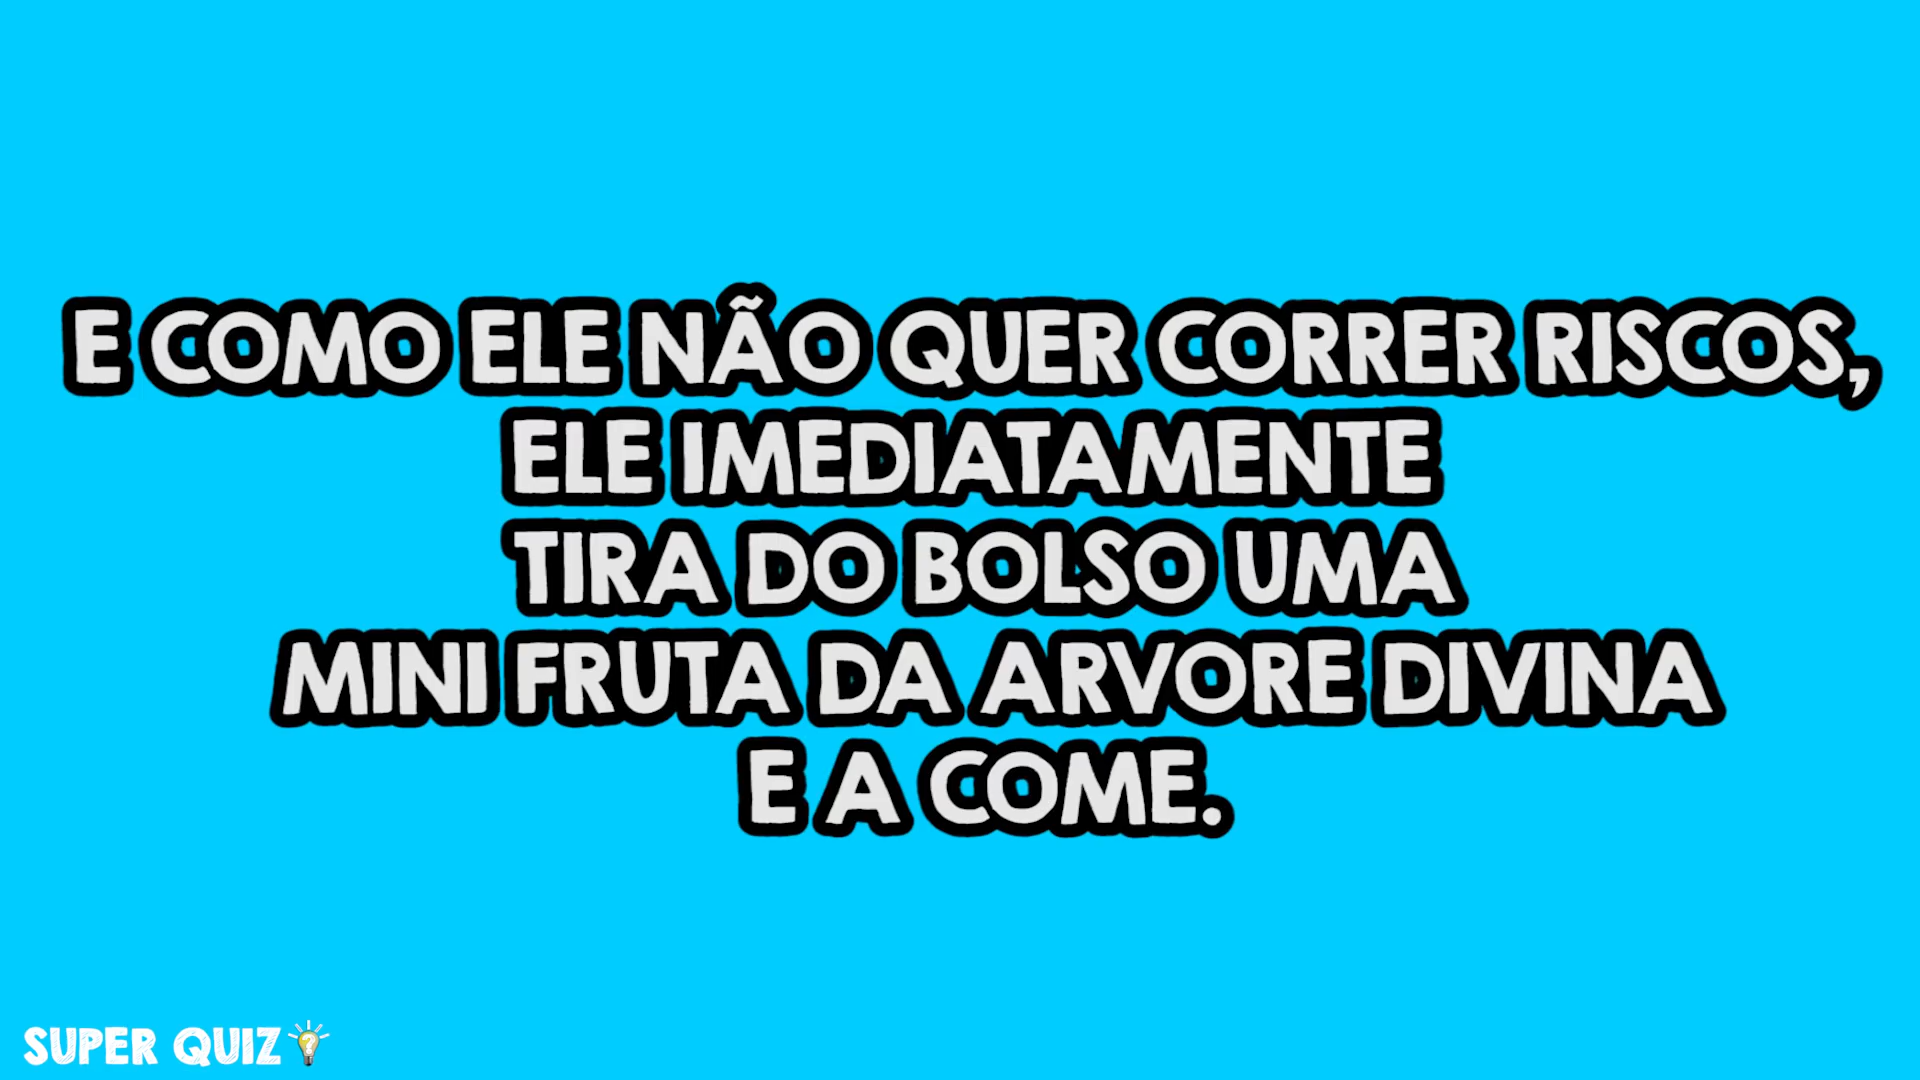 E COMO ELE NÃO QUER CORRER RISCOS,
ELE IMEDIATAMENTE
TIRA DO BOLSO UMA
MINI FRUTA DA ARVORE DIVINA
E A COME.
SUPER QUIZ